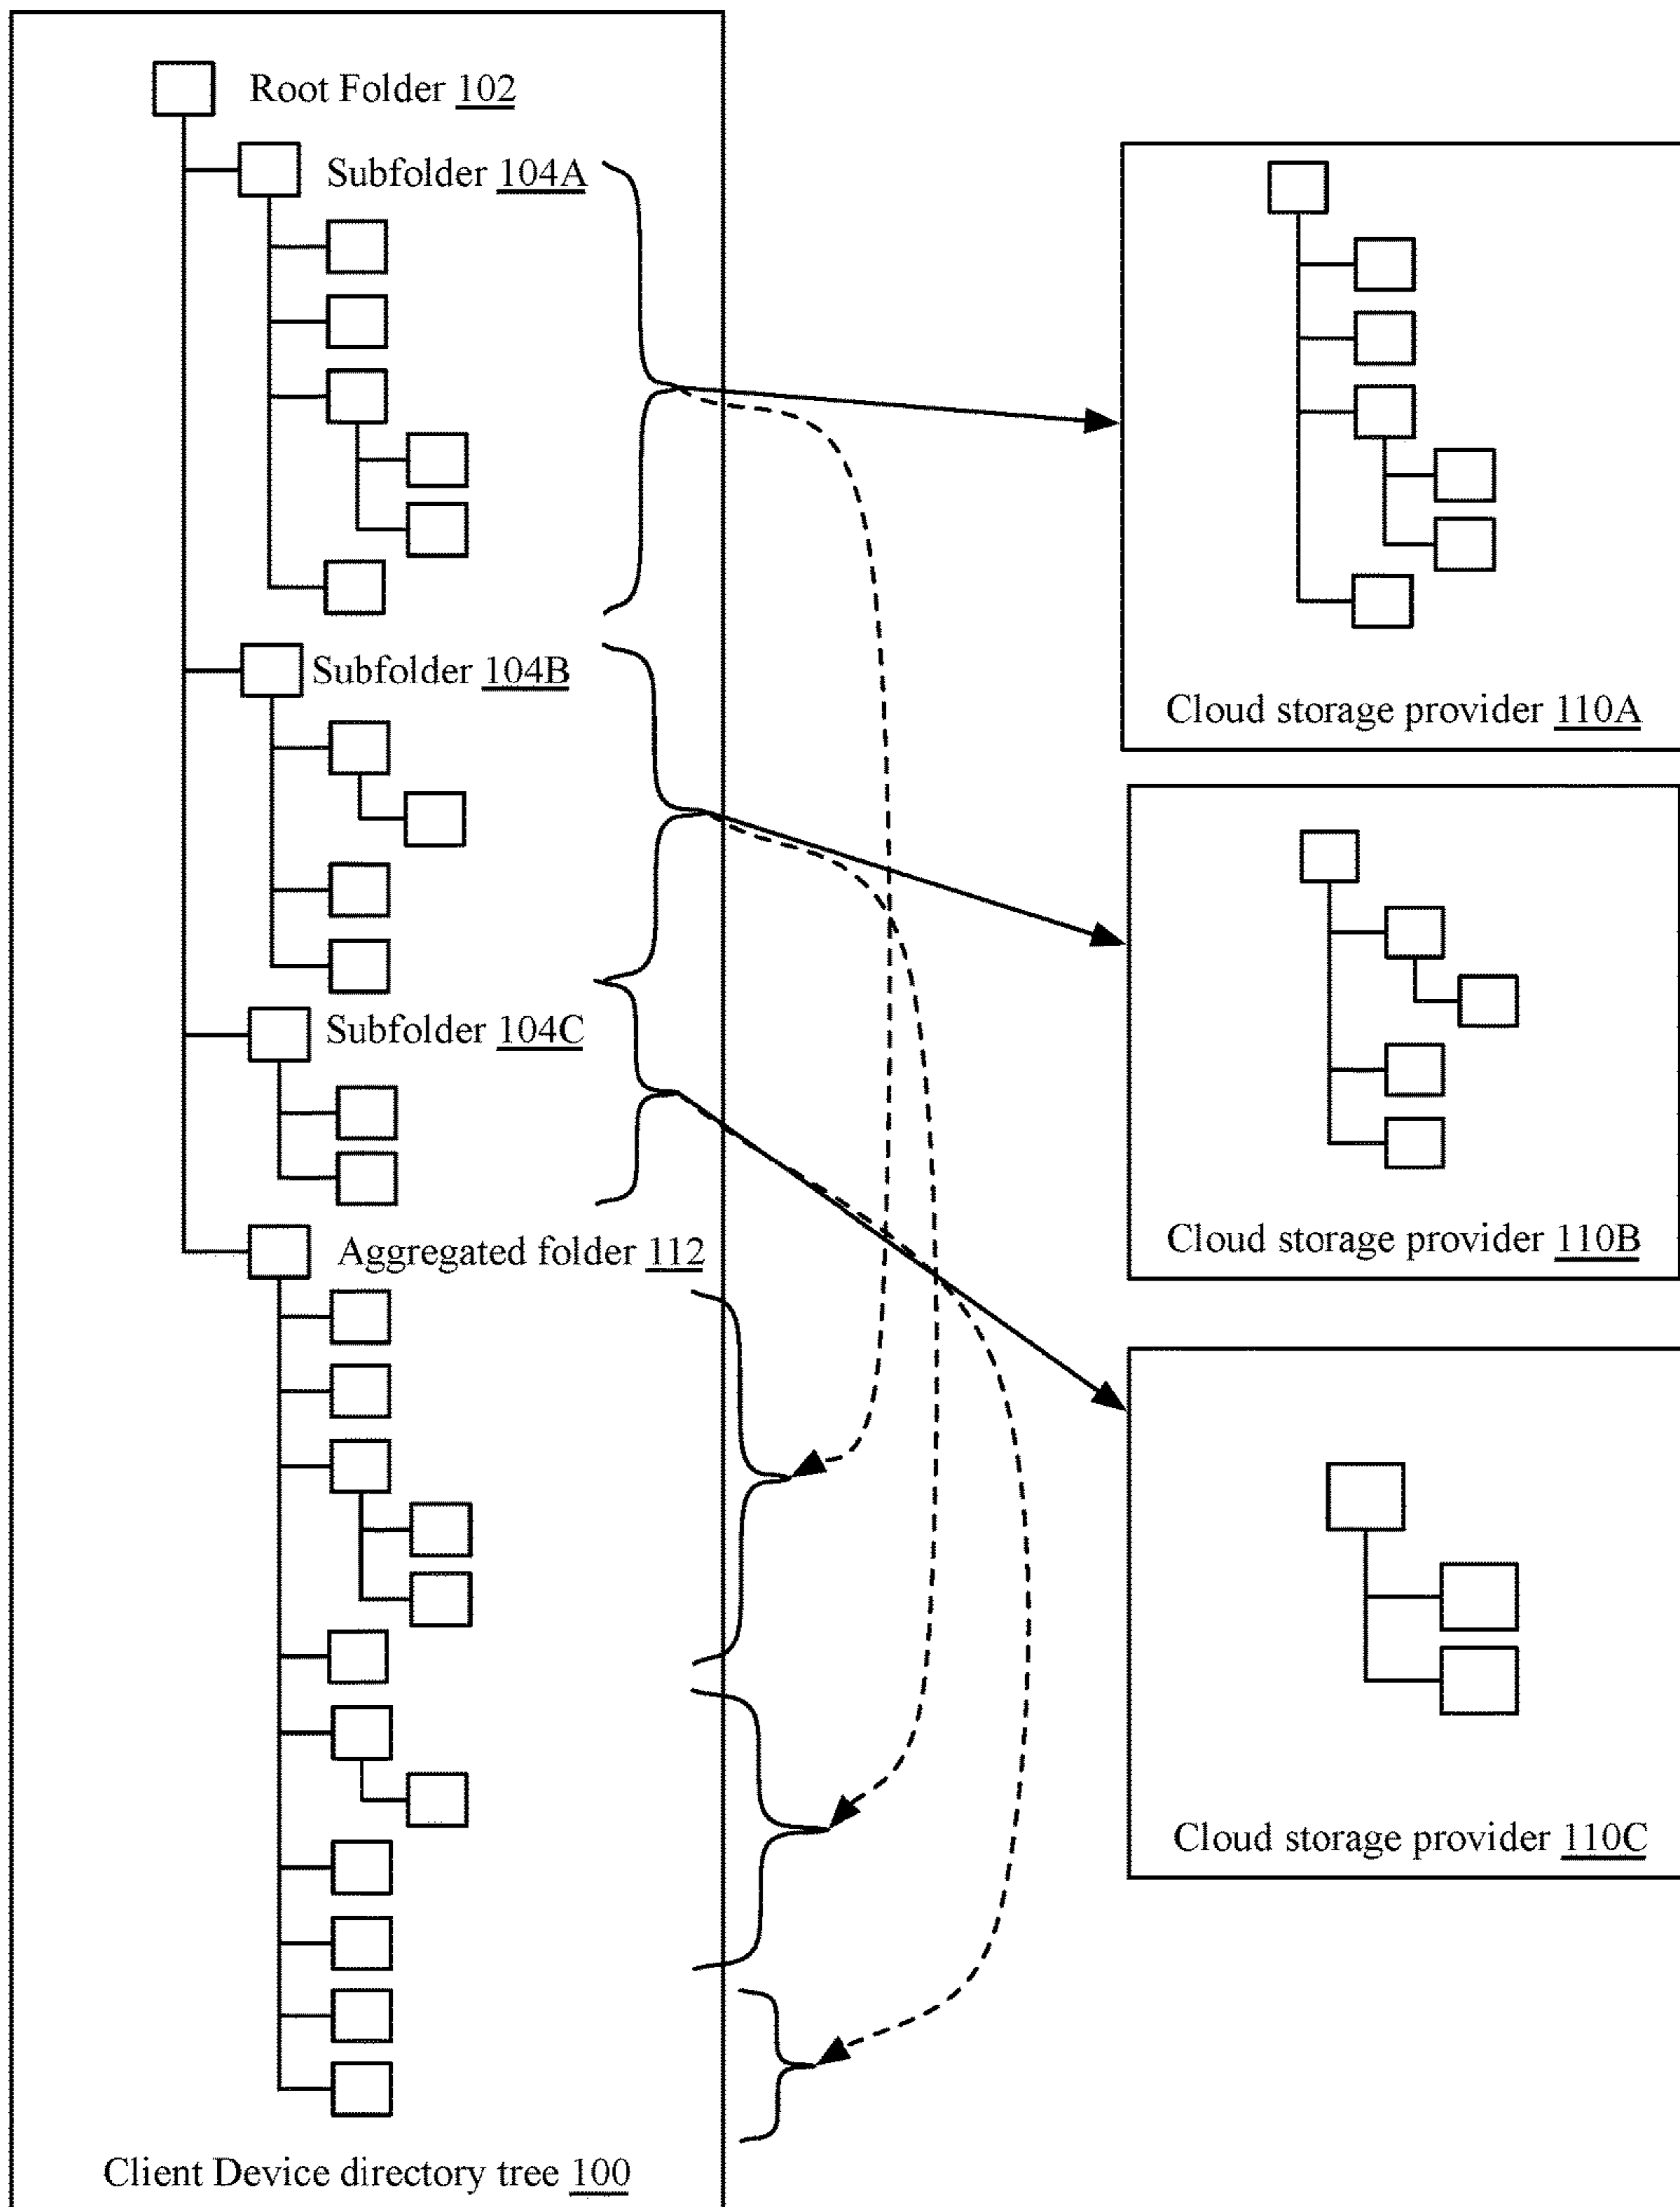 Root Folder 102
Subfolder 104A
Subfolder 104B
Subfolder 104C
Aggregated folder 112
Client Device directory tree 100
Cloud storage provider 110A
Cloud storage provider 110B
Cloud storage provider 110C